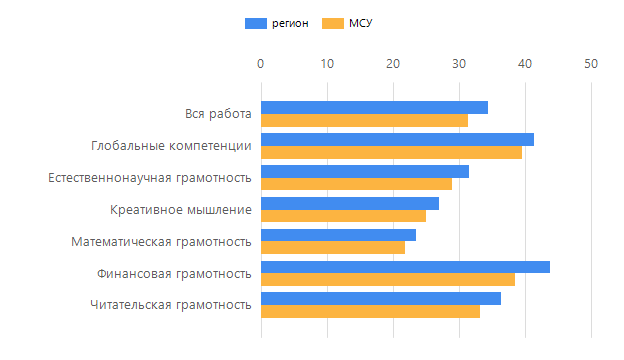 регион МСУ
0 10 20 30 40 50
Вся работа
Глобальные компетенции
Естественнонаучная грамотность
Креативное мышление
Математическая грамотность
Финансовая грамотность
Читательская грамотность